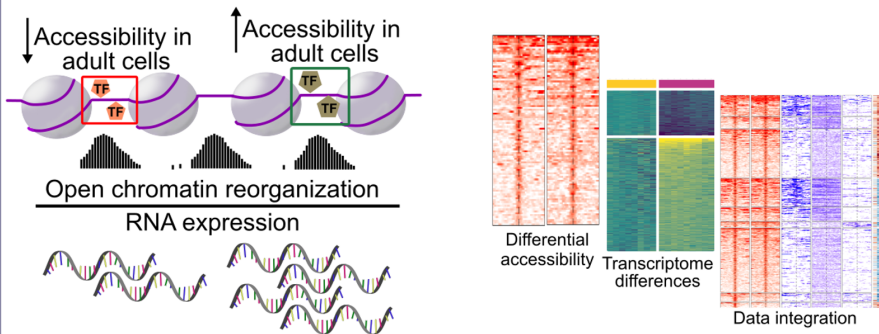 Accessibility in
adult cells
Accessibility in
adult cells
TF
TF
TF
TF
Open chromatin reorganization
RNA expression
Differential
accessibility
Transcriptome
differences
Data integration